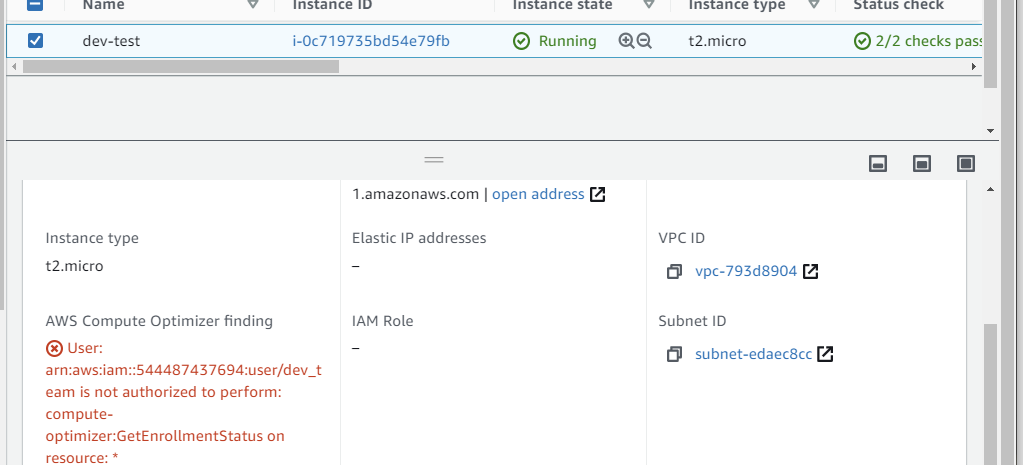 Name Instance ID Instance state Instance type Status check
dev-test i-0c719735bd54e79fb Running t2.micro 2/2 checks pass
1.amazonaws.com | open address
Instance type Elastic IP addresses VPC ID
t2.micro – vpc-793d8904
AWS Compute Optimizer finding IAM Role Subnet ID
User: – subnet-edaec8cc
arn:aws:iam::544487437694:user/dev_t
eam is not authorized to perform:
compute-
optimizer:GetEnrollmentStatus on
resource: *